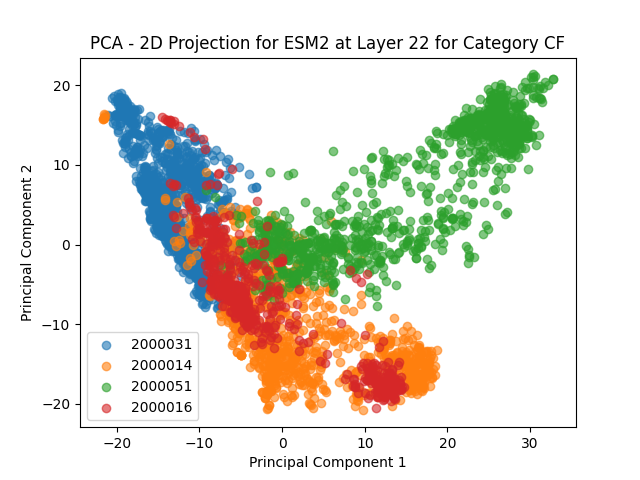 PCA - 2D Projection for ESM2 at Layer 22 for Category CF
20
10
0
−10
−20
Principal Component 2
2000031
2000014
2000051
2000016
−20 −10 0 10 20 30
Principal Component 1